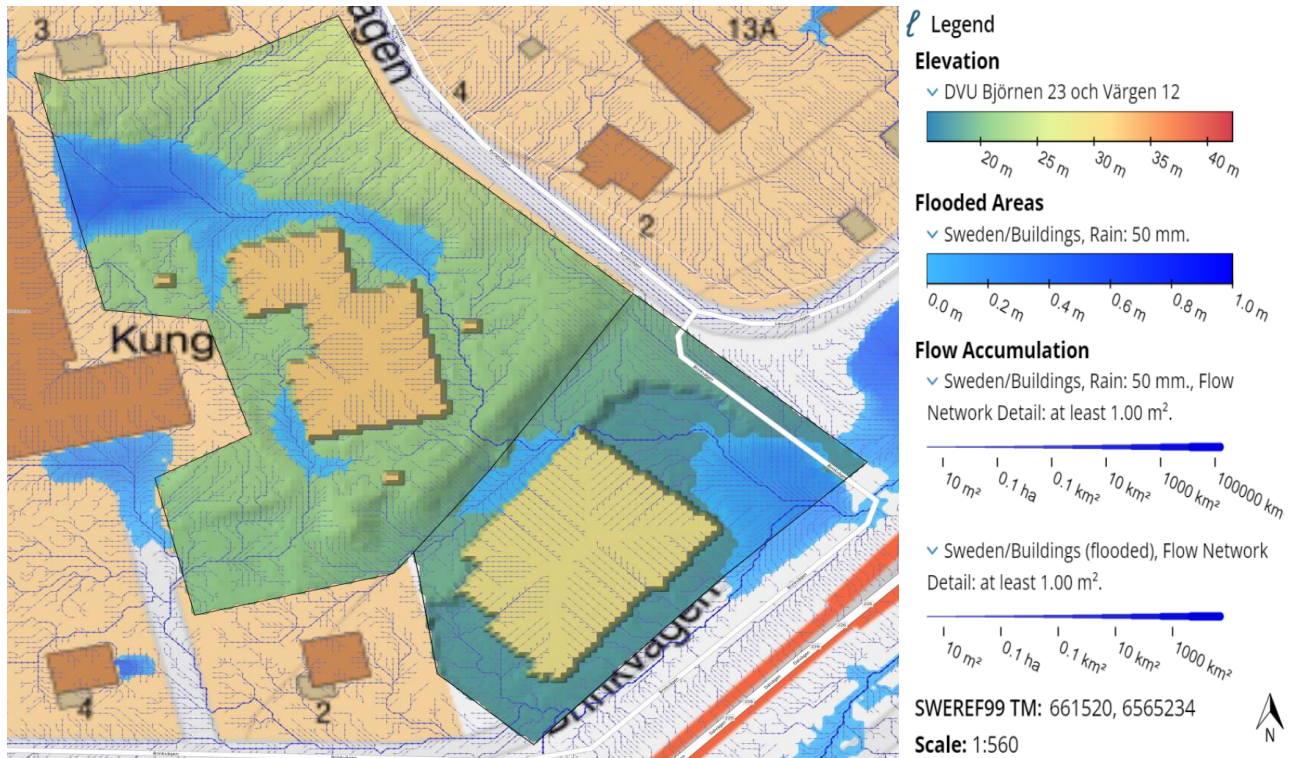 3
agen
13A
4
2
Kung
Brinkvägen
4
2
Brinkvägen
226
Dalvägen
ℓ Legend
Elevation
DVU Björnen 23 och Värgen 12
20 m
25 m
30 m
35 m
40 m
Flooded Areas
Sweden/Buildings, Rain: 50 mm.
0.0 m
0.2 m
0.4 m
0.6 m
0.8 m
1.0 m
Flow Accumulation
Sweden/Buildings, Rain: 50 mm., Flow
Network Detail: at least 1.00 m².
10 m²
0.1 ha
0.1 km²
10 km²
1000 km²
100000 km
Sweden/Buildings (flooded), Flow Network
Detail: at least 1.00 m².
10 m²
0.1 ha
0.1 km²
10 km²
1000 km²
SWEREF99 TM: 661520, 6565234
Scale: 1:560
N